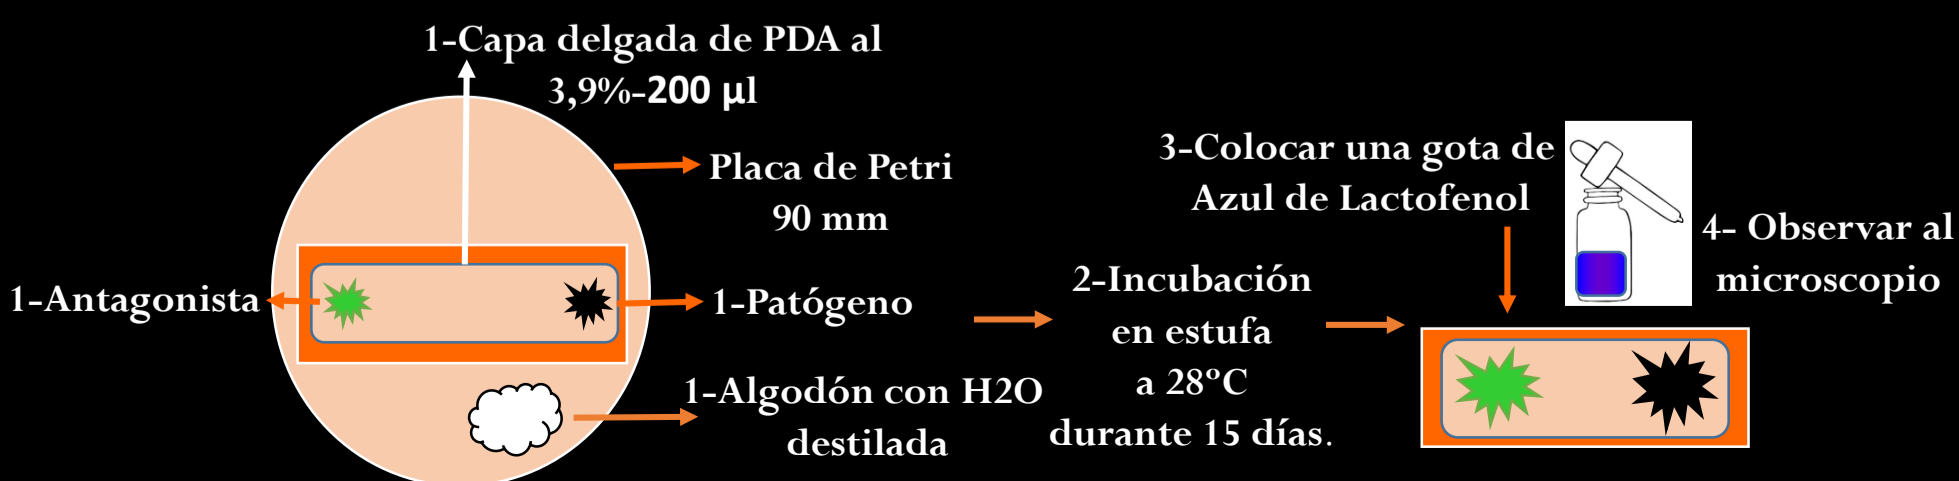 1-Capa delgada de PDA al
3,9%-200 µl
Placa de Petri
90 mm
1-Antagonista
1-Patógeno
1-Algodón con H2O
destilada
2-Incubación
en estufa
a 28ºC
durante 15 días.
3-Colocar una gota de
Azul de Lactofenol
4- Observar al
microscopio